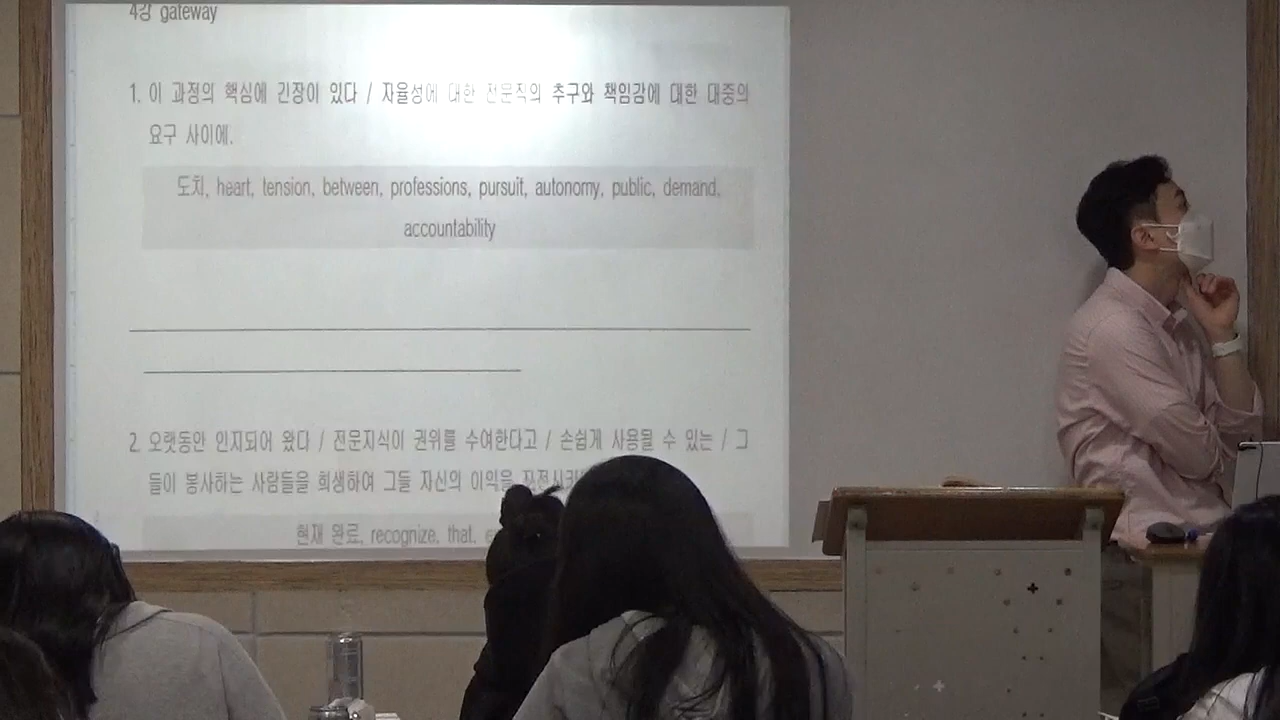 4강 gateway
1. 이 과정의 핵심에 긴장이 있다 / 자율성에 대한 전문직의 추구와 책임감에 대한 대중의
요구 사이에.
도치, heart, tension, between, professions, pursuit, autonomy, public, demand,
accountability
2. 오랫동안 인지되어 왔다 / 전문지식이 권위를 수여한다고 / 손쉽게 사용될 수 있는 / 그
들이 봉사하는 사람들을 희생하여 그들 자신의 이익을
현재 완료, recognize, that,